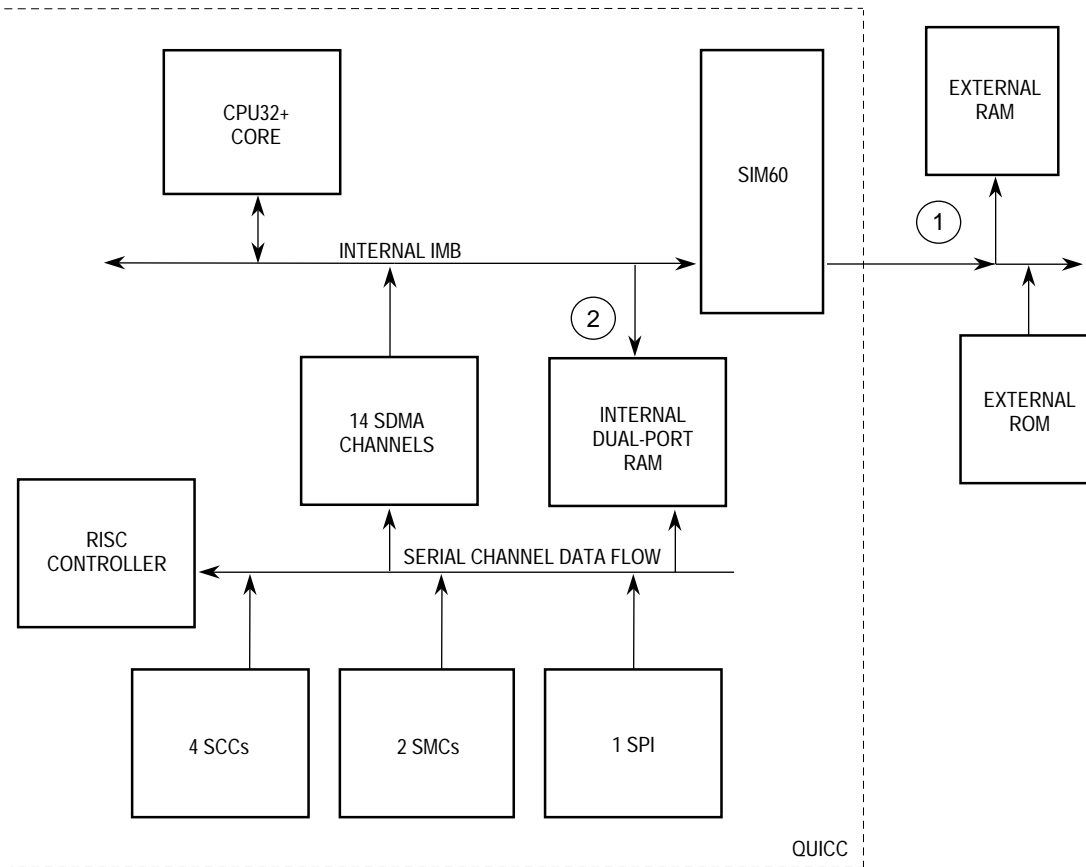 EXTERNAL
RAM
CPU32+
CORE
SIM60
1
INTERNAL IMB
2
14 SDMA
CHANNELS
INTERNAL
DUAL-PORT
RAM
EXTERNAL
ROM
RISC
CONTROLLER
SERIAL CHANNEL DATA FLOW
4 SCCs
2 SMCs
1 SPI
QUICC